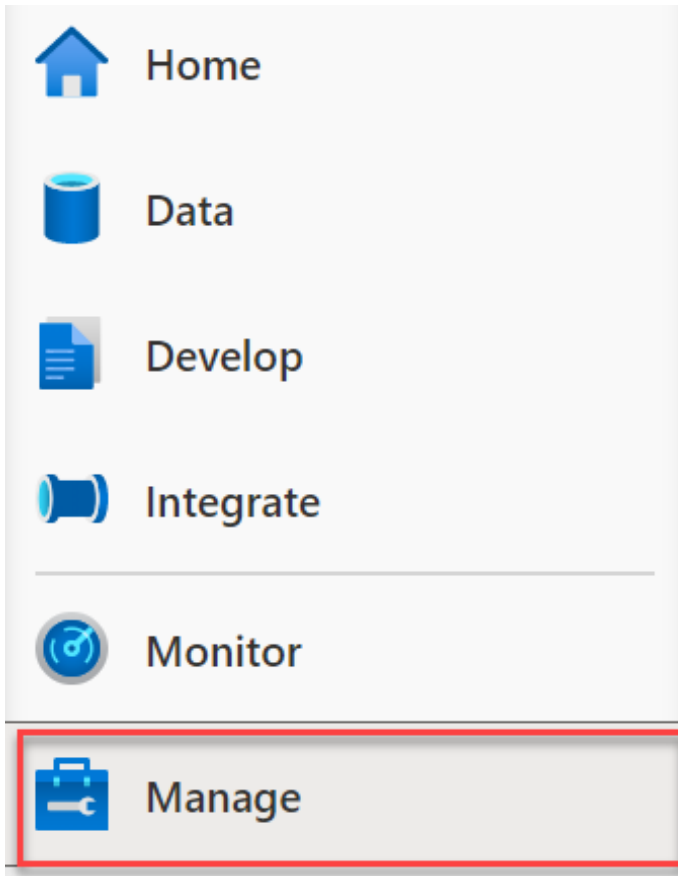 Home
Data
Develop
Integrate
Monitor
Manage